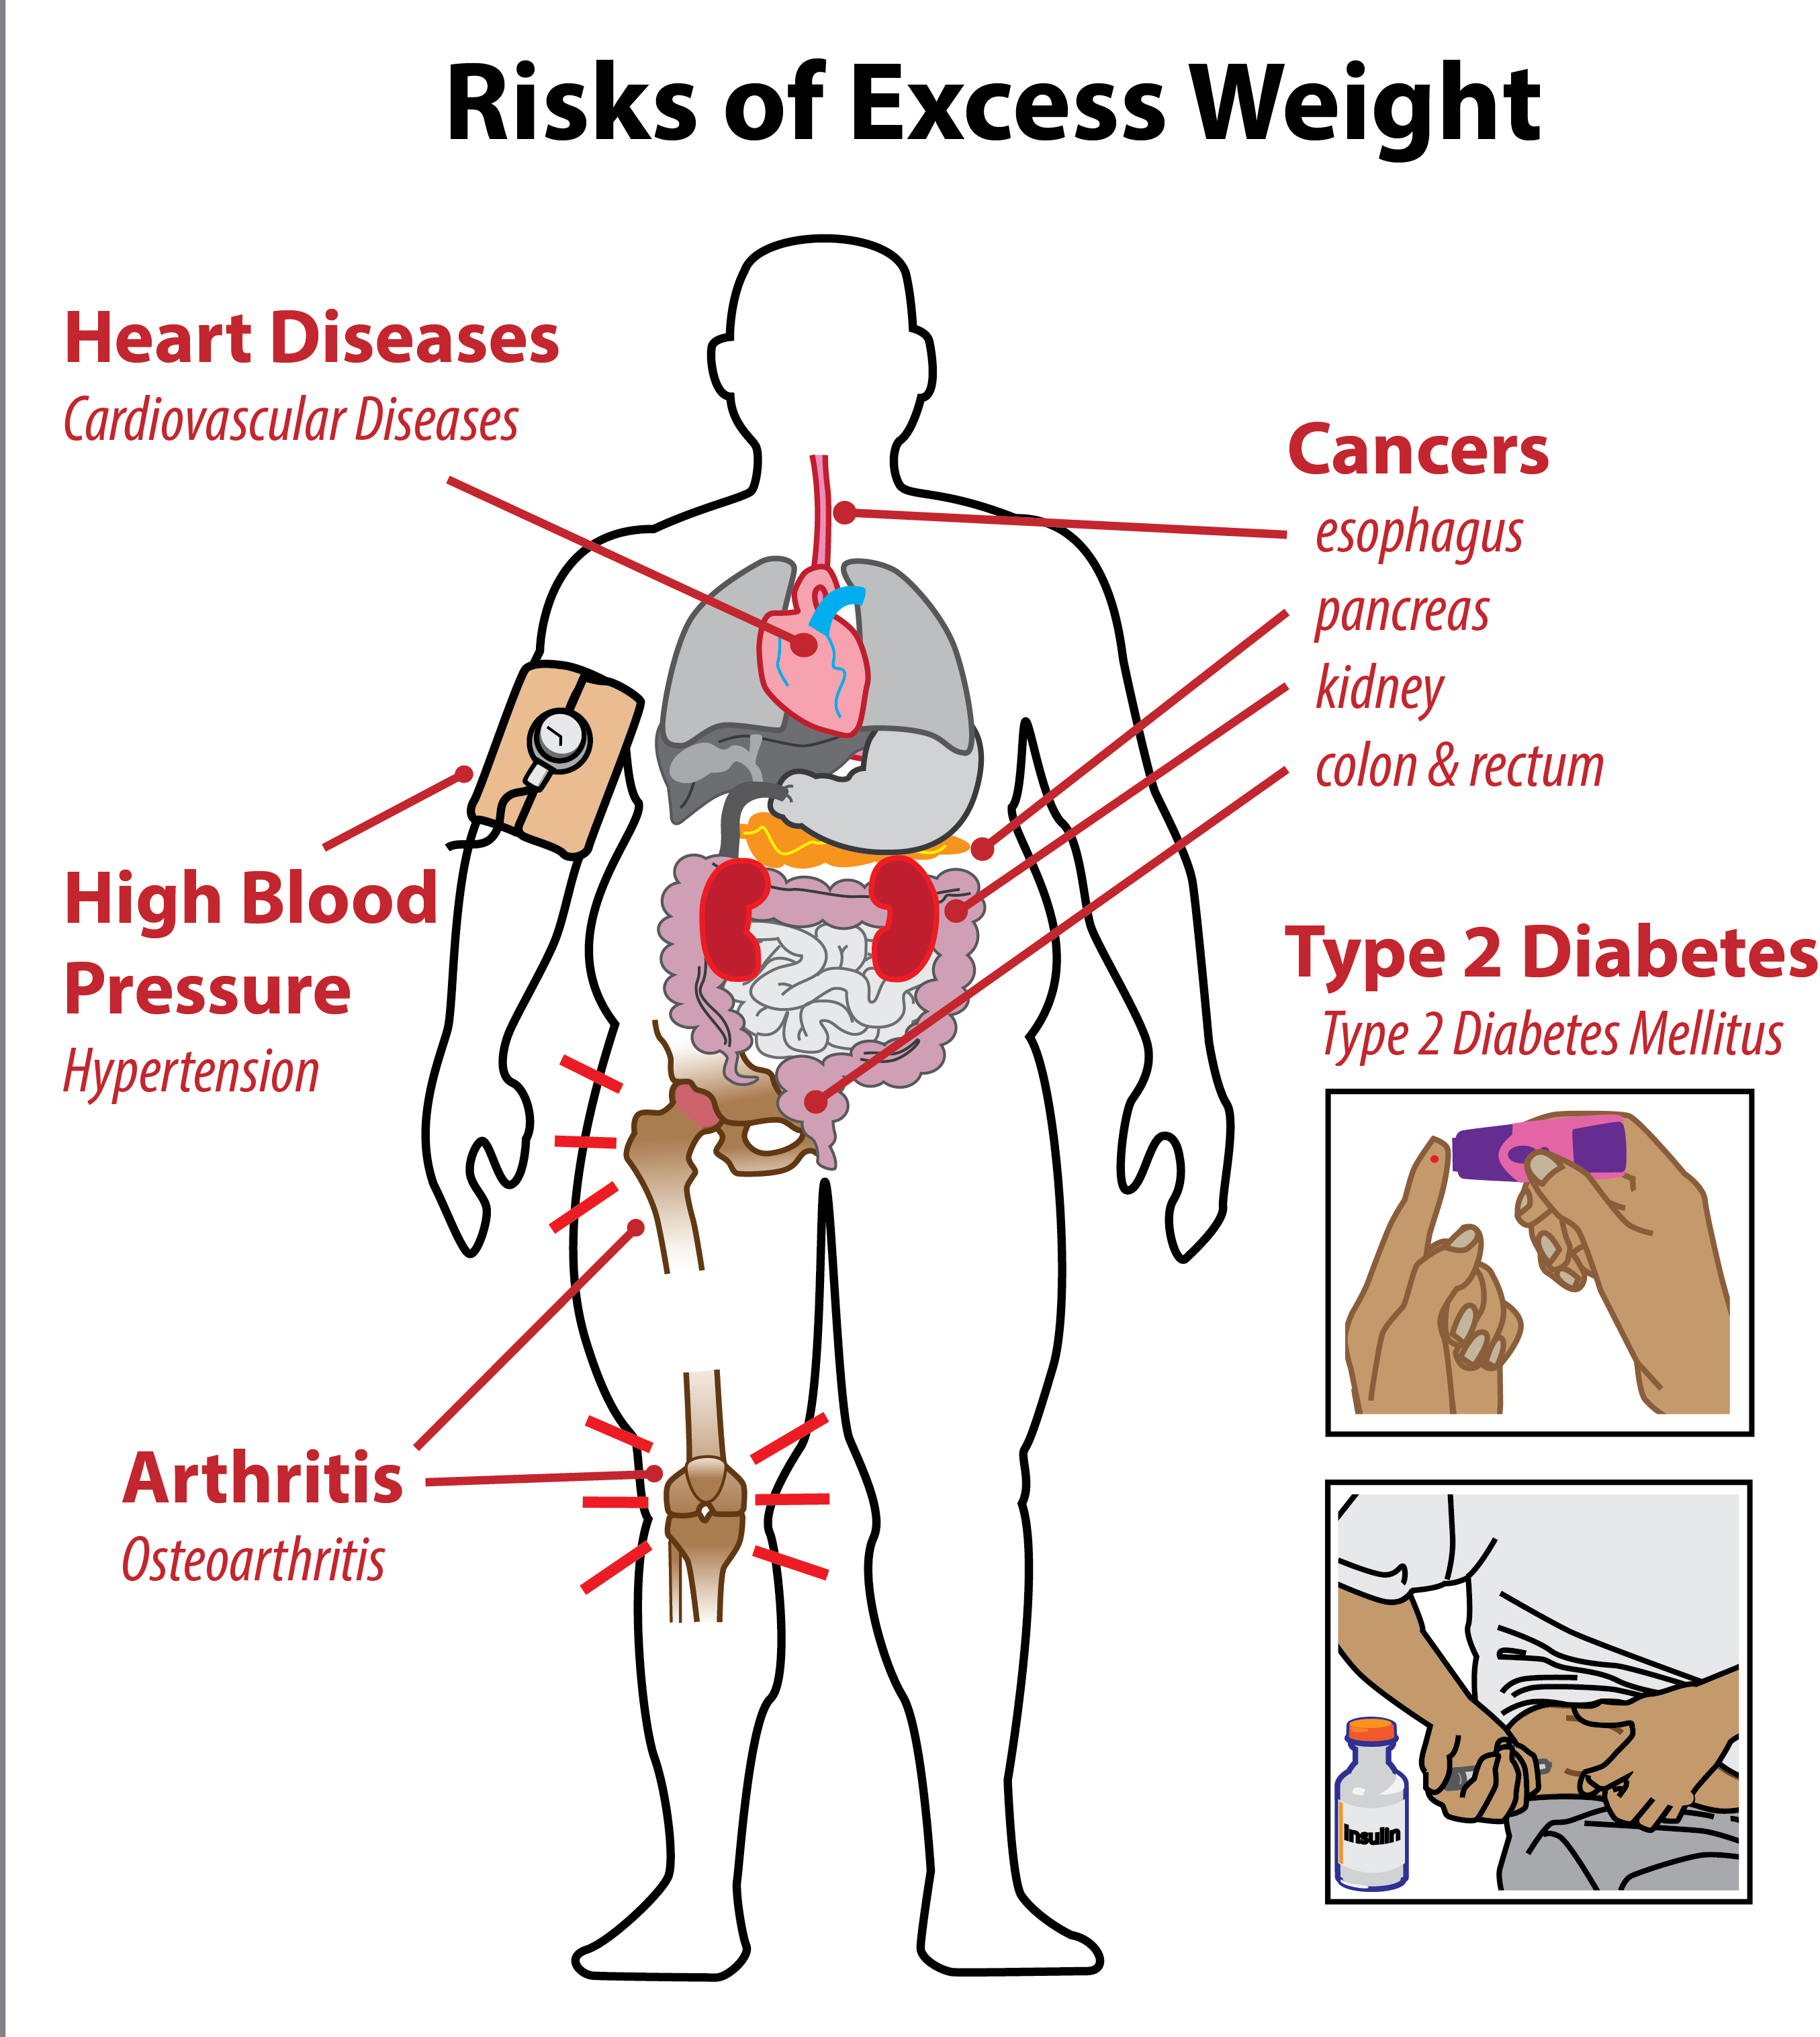 Risks of Excess Weight
Heart Diseases
Cardiovascular Diseases
Cancers
esophagus
pancreas
kidney
colon & rectum
High Blood
Pressure
Hypertension
Type 2 Diabetes
Type 2 Diabetes Mellitus
Arthritis
Osteoarthritis
insulin